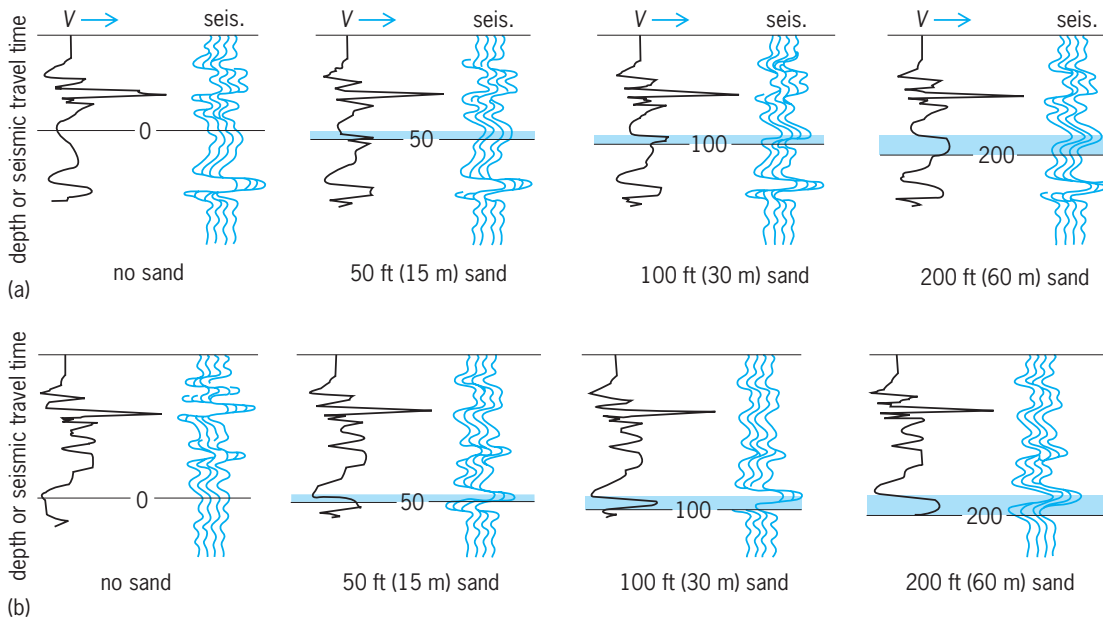 V seis. V seis. V seis. V seis.
depth or seismic travel time
0 50 100 200
no sand 50 ft (15 m) sand 100 ft (30 m) sand 200 ft (60 m) sand
(a)
depth or seismic travel time
0 50 100 200
no sand 50 ft (15 m) sand 100 ft (30 m) sand 200 ft (60 m) sand
(b)